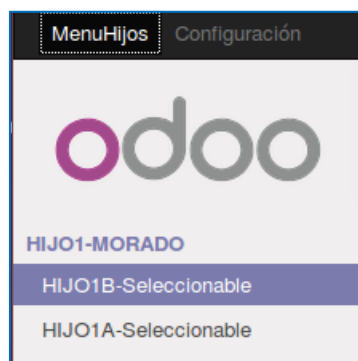 MenuHijos Configuración
odoo
HIJO1-MORADO
HIJO1B-Seleccionable
HIJO1A-Seleccionable